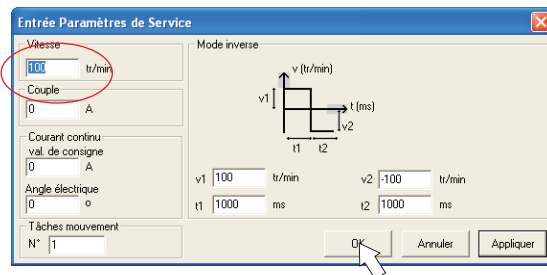 Entrée Paramètres de Service
Vitesse
100 tr/min
Couple
0 A
Courant continu
val. de consigne
0 A
Angle électrique
0 o
Tâches mouvement
N° 1
Mode inverse
v (tr/min)
v1
t (ms)
v2
t1 t2
v1 100 tr/min v2 -100 tr/min
t1 1000 ms t2 1000 ms
OK Annuler Appliquer